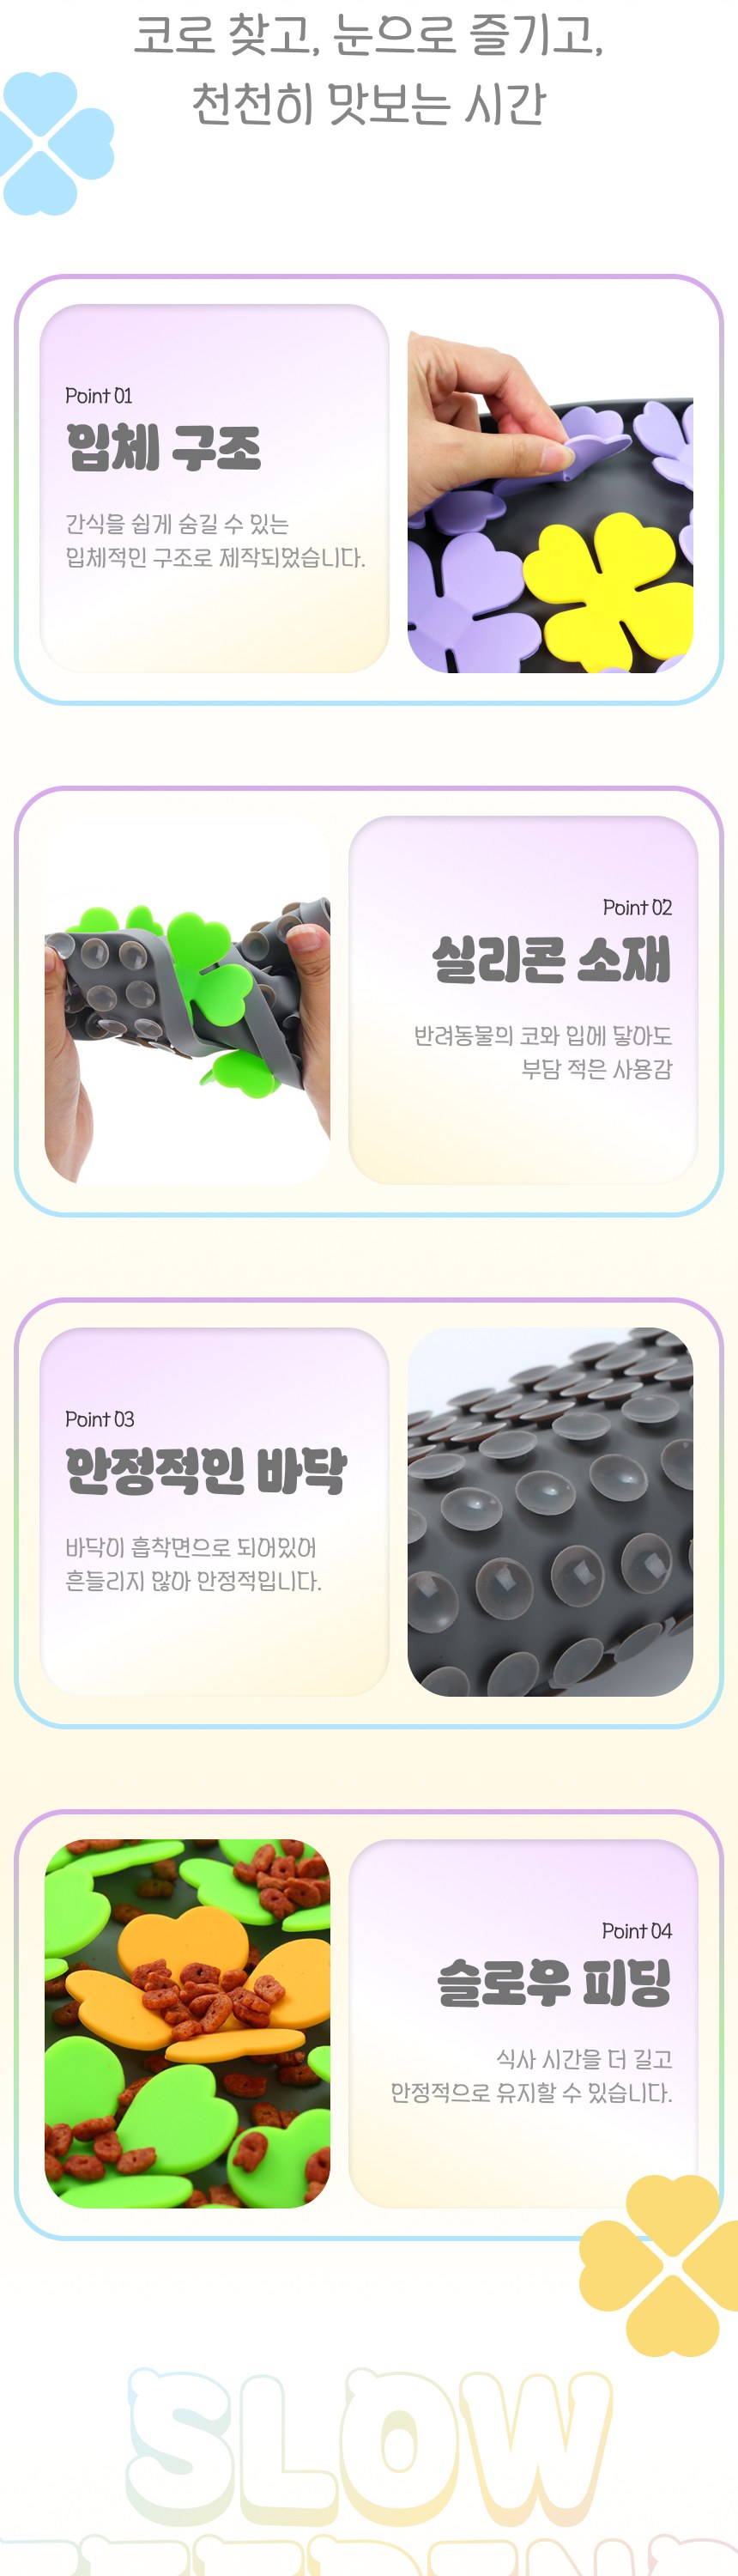 코로 찾고, 눈으로 즐기고,
천천히 맛보는 시간
Point 01
입체 구조
간식을 쉽게 숨길 수 있는
입체적인 구조로 제작되었습니다.
Point 02
실리콘 소재
반려동물의 코와 입에 닿아도
부담 적은 사용감
Point 03
안정적인 바닥
바닥이 흡착면으로 되어있어
흔들리지 않아 안정적입니다.
Point 04
슬로우 피딩
식사 시간을 더 길고
안정적으로 유지할 수 있습니다.
SLOW